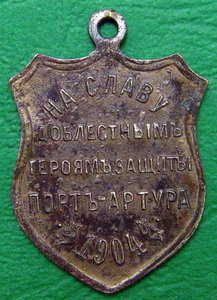 НА СЛАВУ
ДОБЛЕСТНЫМЪ
ГЕРОЯМЪ ЗАЩИТЫ
ПОРТЪ-АРТУРА
1904